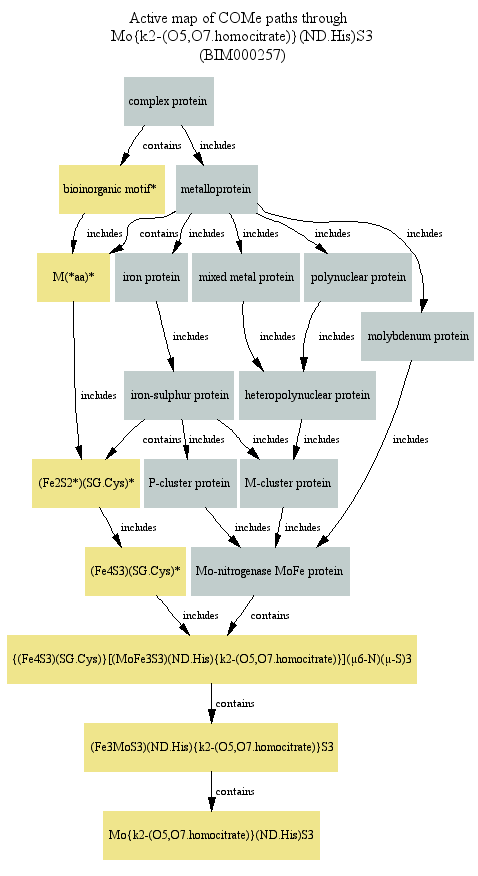 Active map of COMe paths through
Mo{k2-(O5,O7.homocitrate)}(ND.His)S3
(BIM000257)
complex protein
contains
includes
bioinorganic motif*
metalloprotein
includes
contains
includes
includes
includes
includes
M(*aa)*
iron protein
mixed metal protein
polynuclear protein
molybdenum protein
includes
includes
includes
iron-sulphur protein
heteropolynuclear protein
includes
contains
includes
includes
includes
includes
(Fe2S2*)(SG.Cys)*
P-cluster protein
M-cluster protein
includes
includes
includes
(Fe4S3)(SG.Cys)*
Mo-nitrogenase MoFe protein
includes
contains
{(Fe4S3)(SG.Cys)}[(MoFe3S3)(ND.His){k2-(O5,O7.homocitrate)}](μ6-N)(μ-S)3
contains
(Fe3MoS3)(ND.His){k2-(O5,O7.homocitrate)}S3
contains
Mo{k2-(O5,O7.homocitrate)}(ND.His)S3